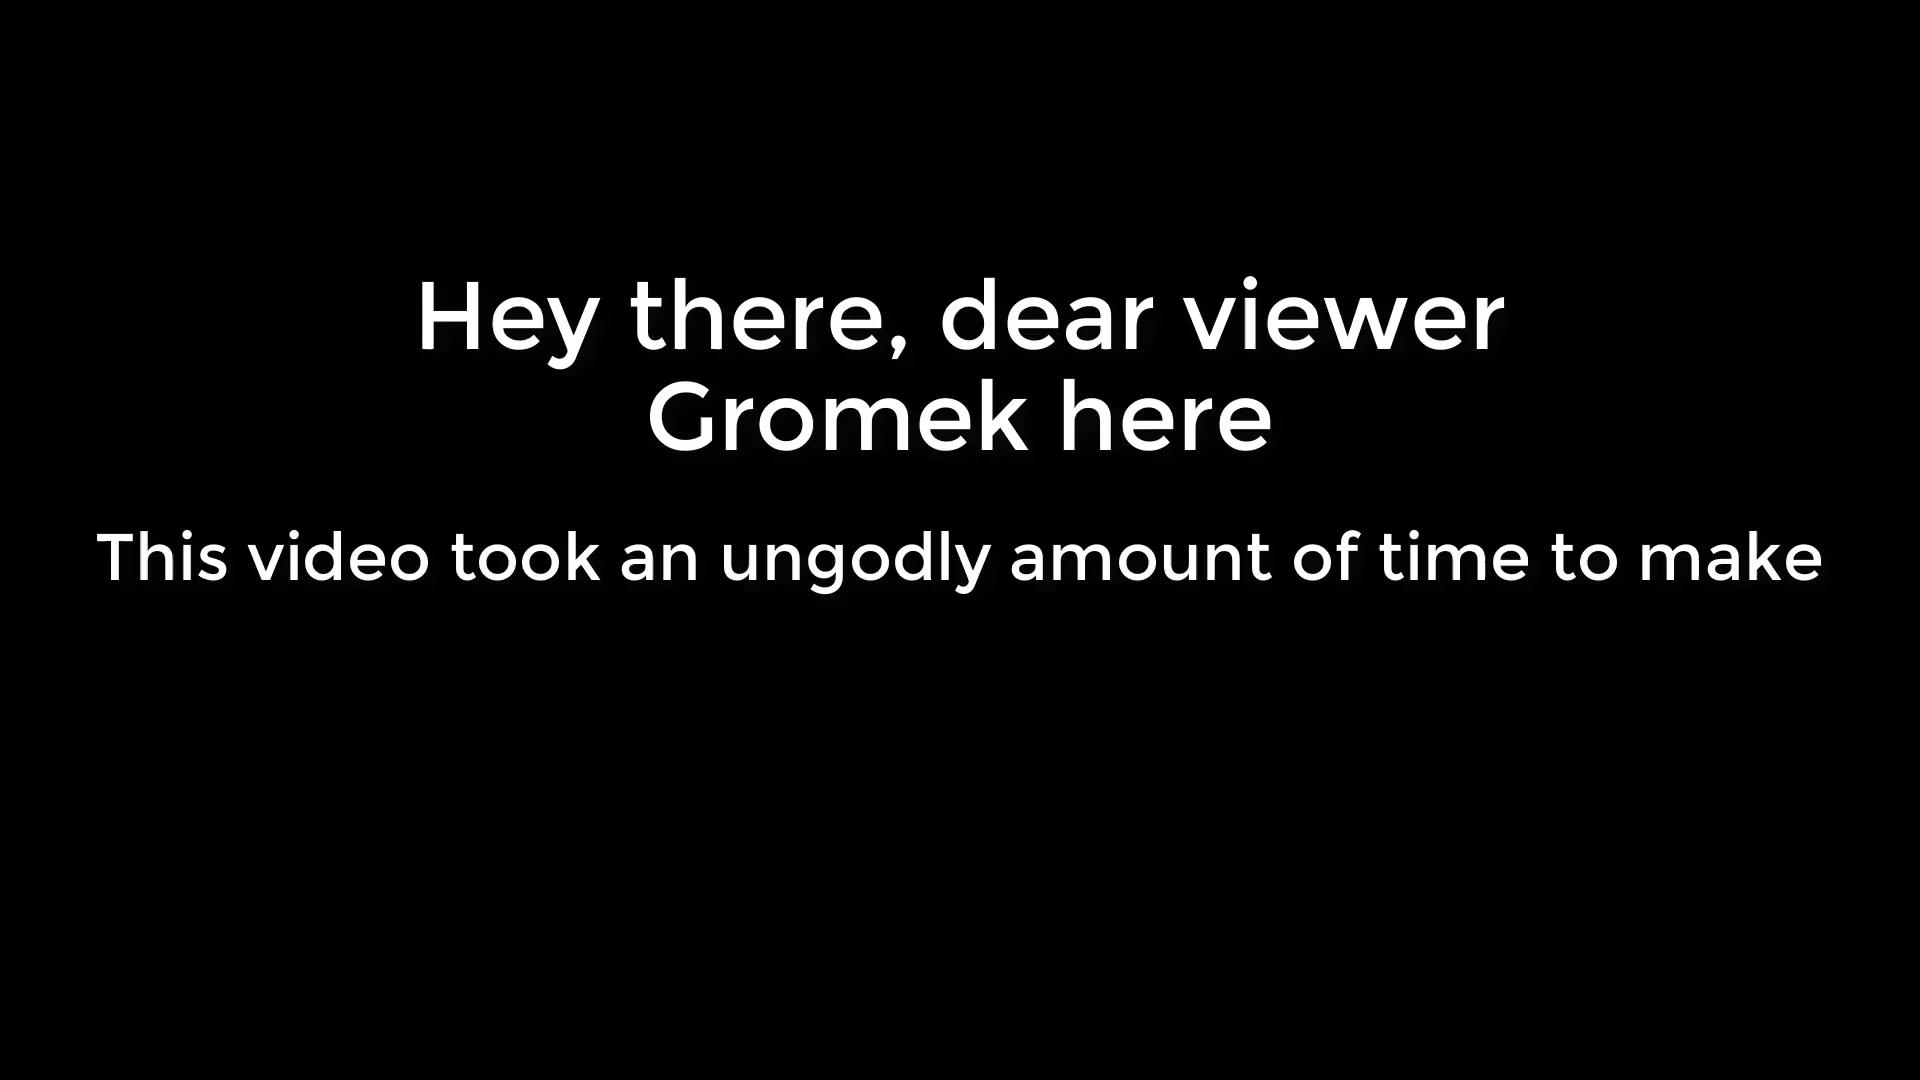 Hey there, dear viewer
Gromek here
This video took an ungodly amount of time to make